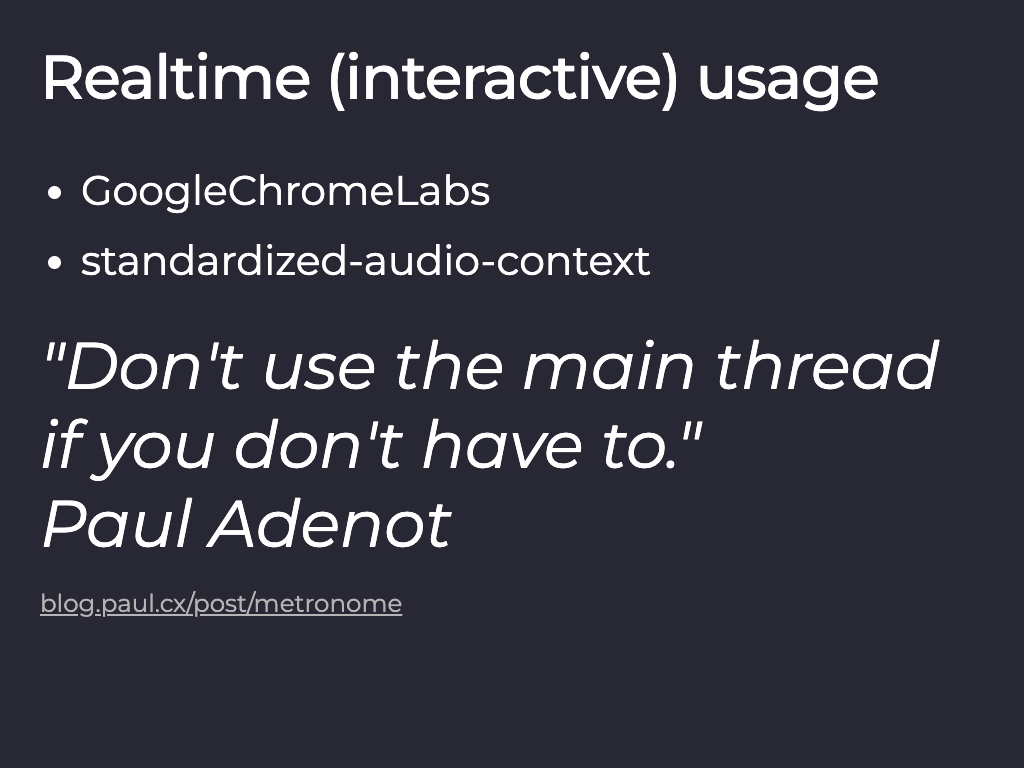 Realtime (interactive) usage
• GoogleChromeLabs
• standardized-audio-context
"Don't use the main thread
if you don't have to."
Paul Adenot
blog.paul.cx/post/metronome